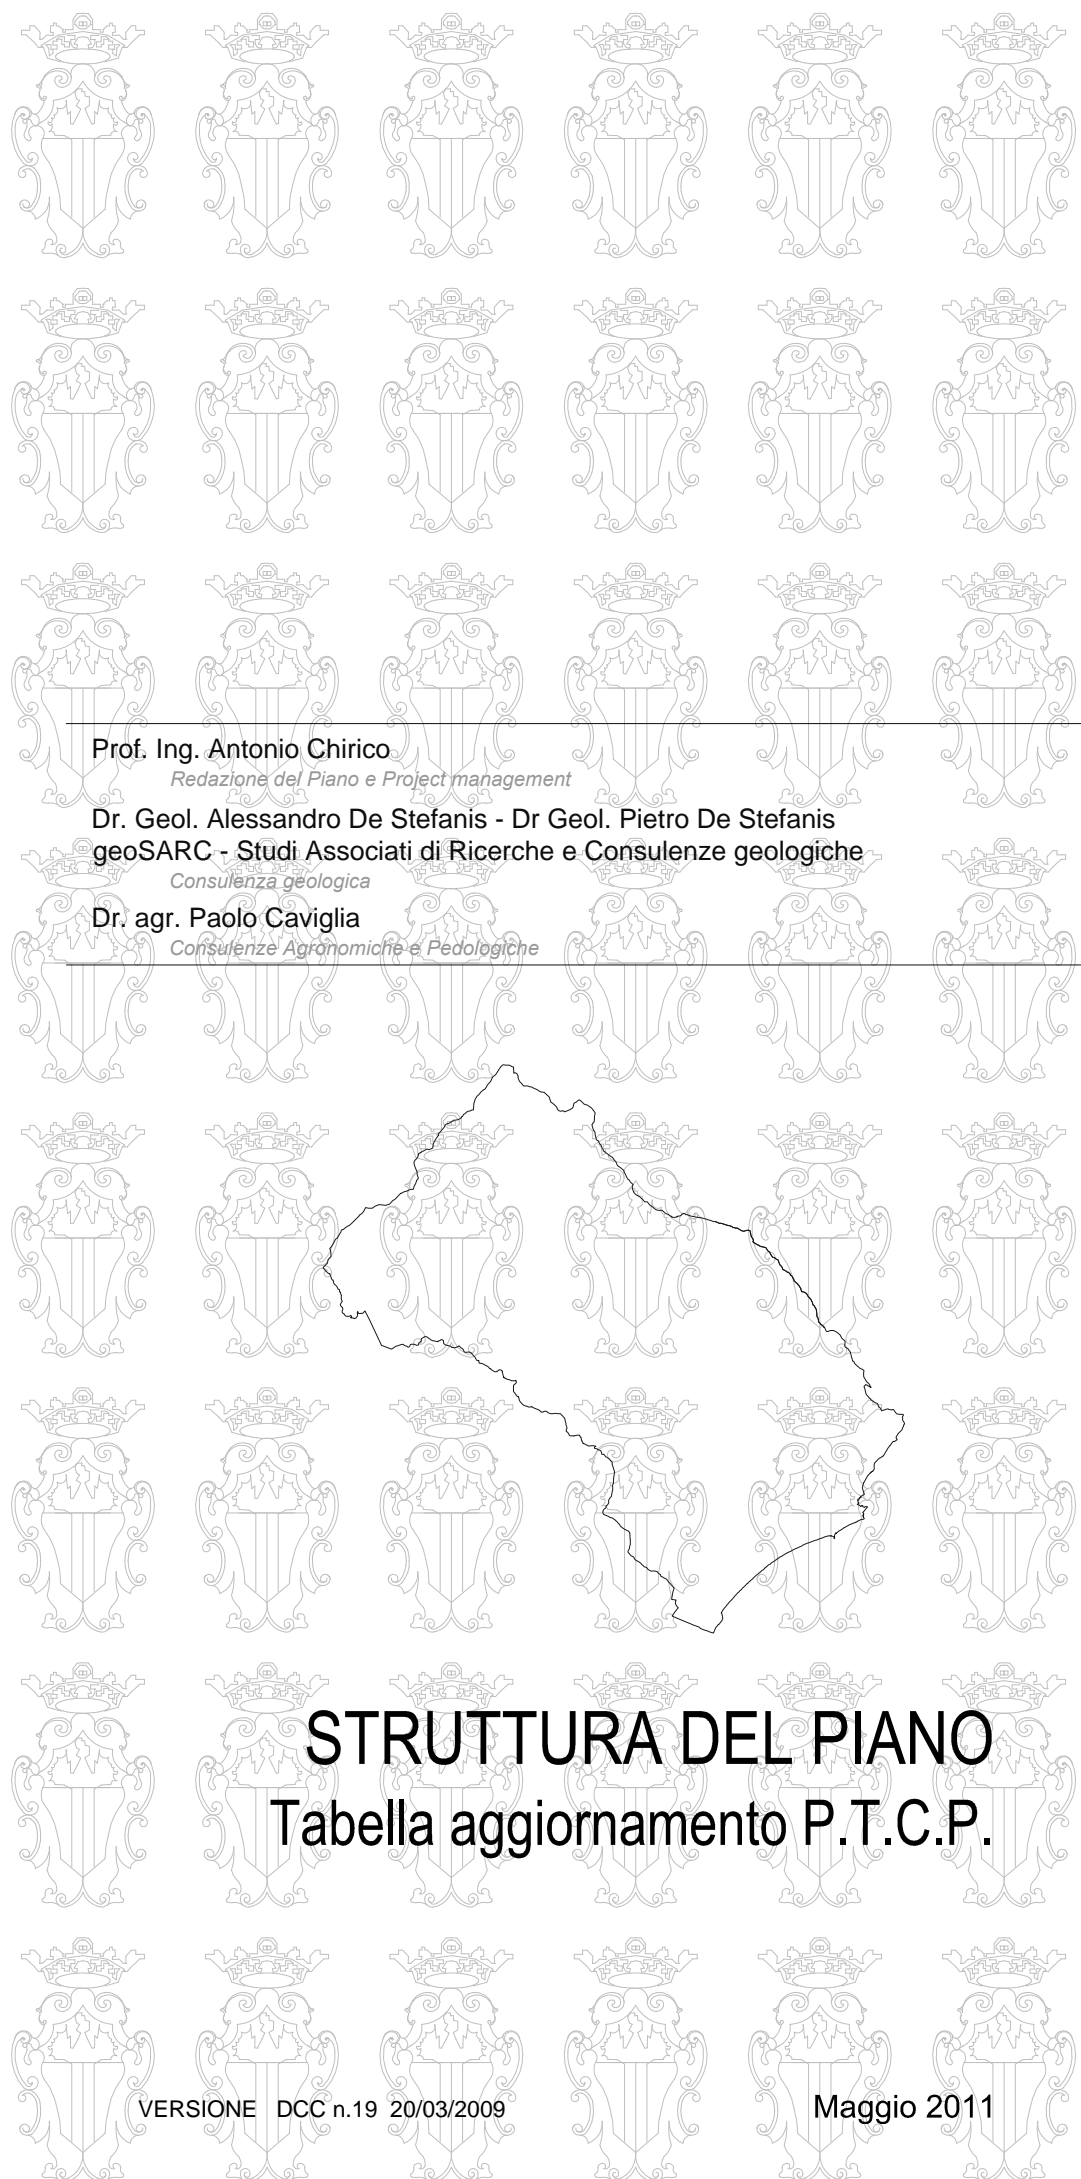 Prof. Ing. Antonio Chirico
Redazione del Piano e Project management
Dr. Geol. Alessandro De Stefanis - Dr Geol. Pietro De Stefanis
geoSARC - Studi Associati di Ricerche e Consulenze geologiche
Consulenza geologica
Dr. agr. Paolo Caviglia
Consulenze Agronomiche e Pedologiche
STRUTTURA DEL PIANO
Tabella aggiornamento P.T.C.P.
VERSIONE DCC n.19 20/03/2009
Maggio 2011